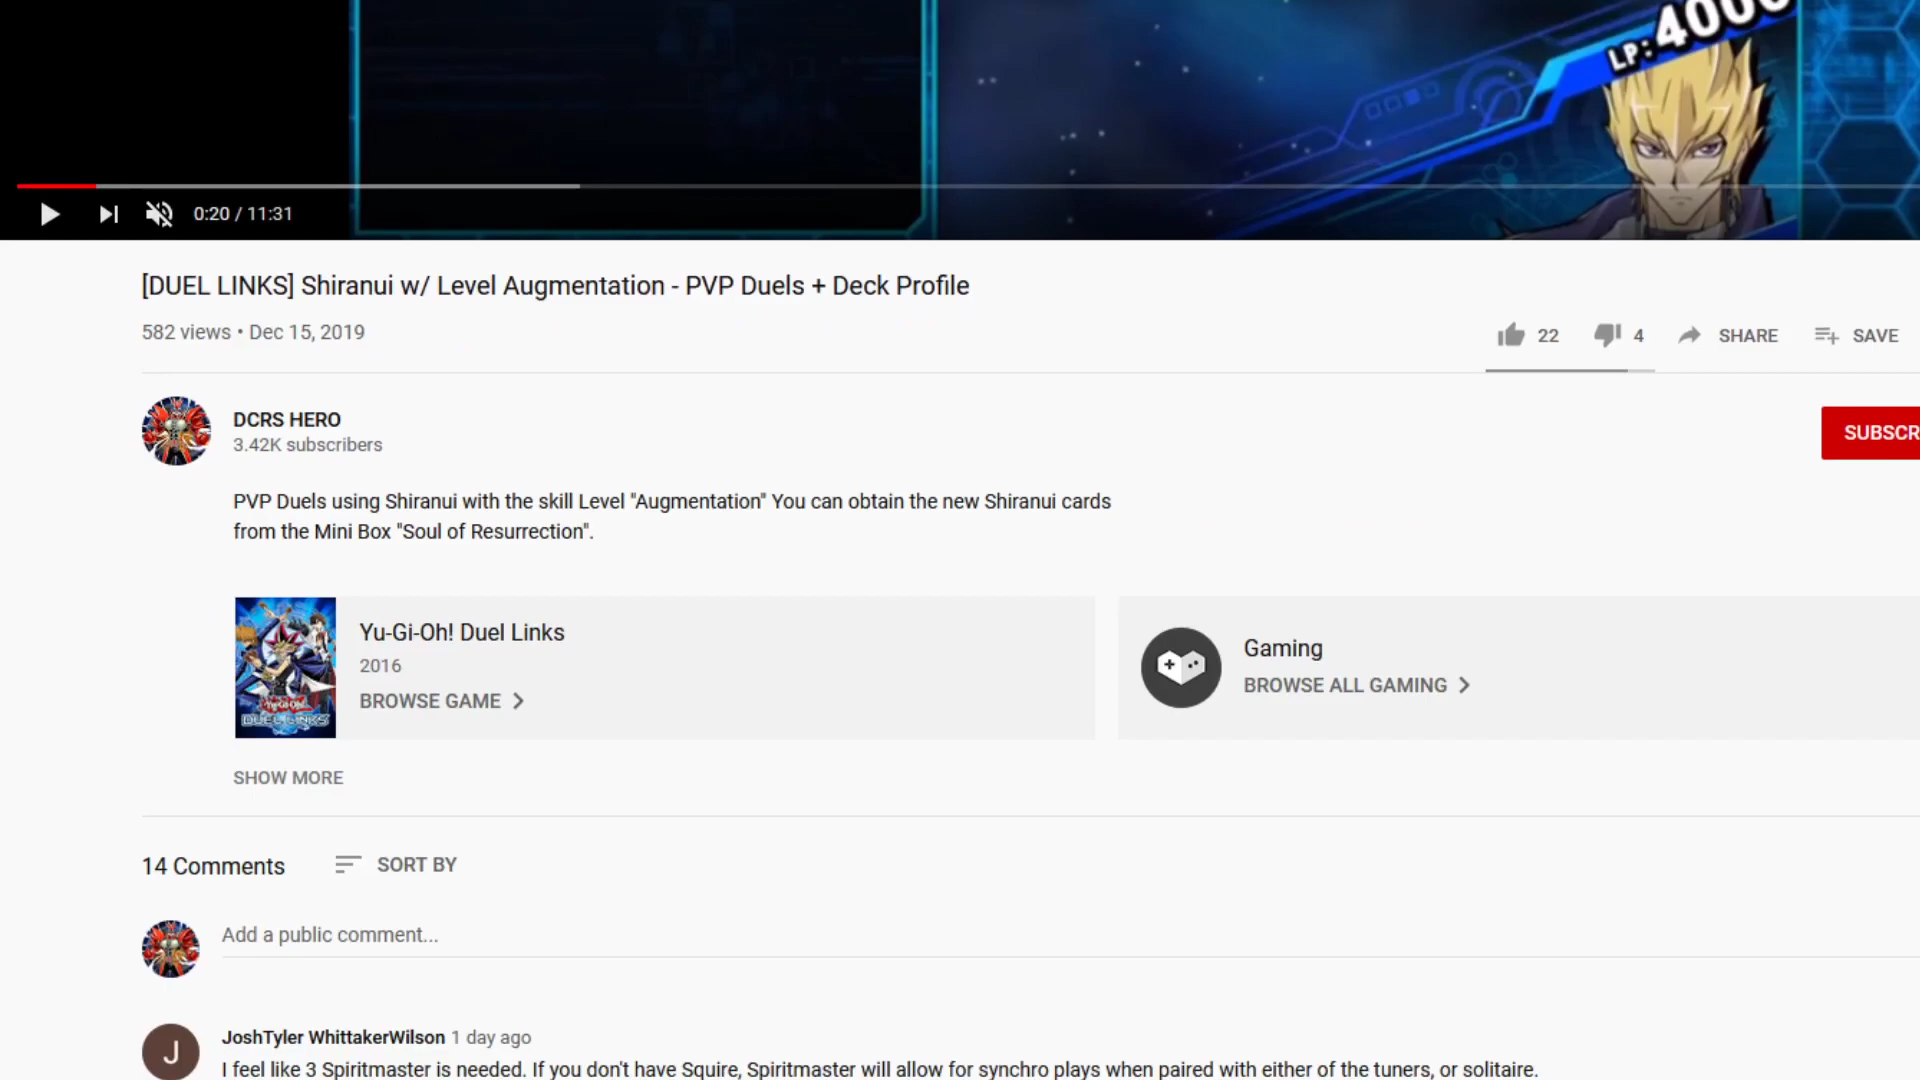 LP: 4000
0:20 / 11:31
[DUEL LINKS] Shiranui w/ Level Augmentation - PVP Duels + Deck Profile
582 views • Dec 15, 2019
22
4
SHARE
SAVE
DCRS HERO
3.42K subscribers
SUBSCR
PVP Duels using Shiranui with the skill Level "Augmentation" You can obtain the new Shiranui cards
from the Mini Box "Soul of Resurrection".
Yu-Gi-Oh!
DUEL LINKS
Yu-Gi-Oh! Duel Links
2016
BROWSE GAME
Gaming
BROWSE ALL GAMING
SHOW MORE
14 Comments
SORT BY
Add a public comment...
J
JoshTyler WhittakerWilson 1 day ago
I feel like 3 Spiritmaster is needed. If you don't have Squire, Spiritmaster will allow for synchro plays when paired with either of the tuners, or solitaire.